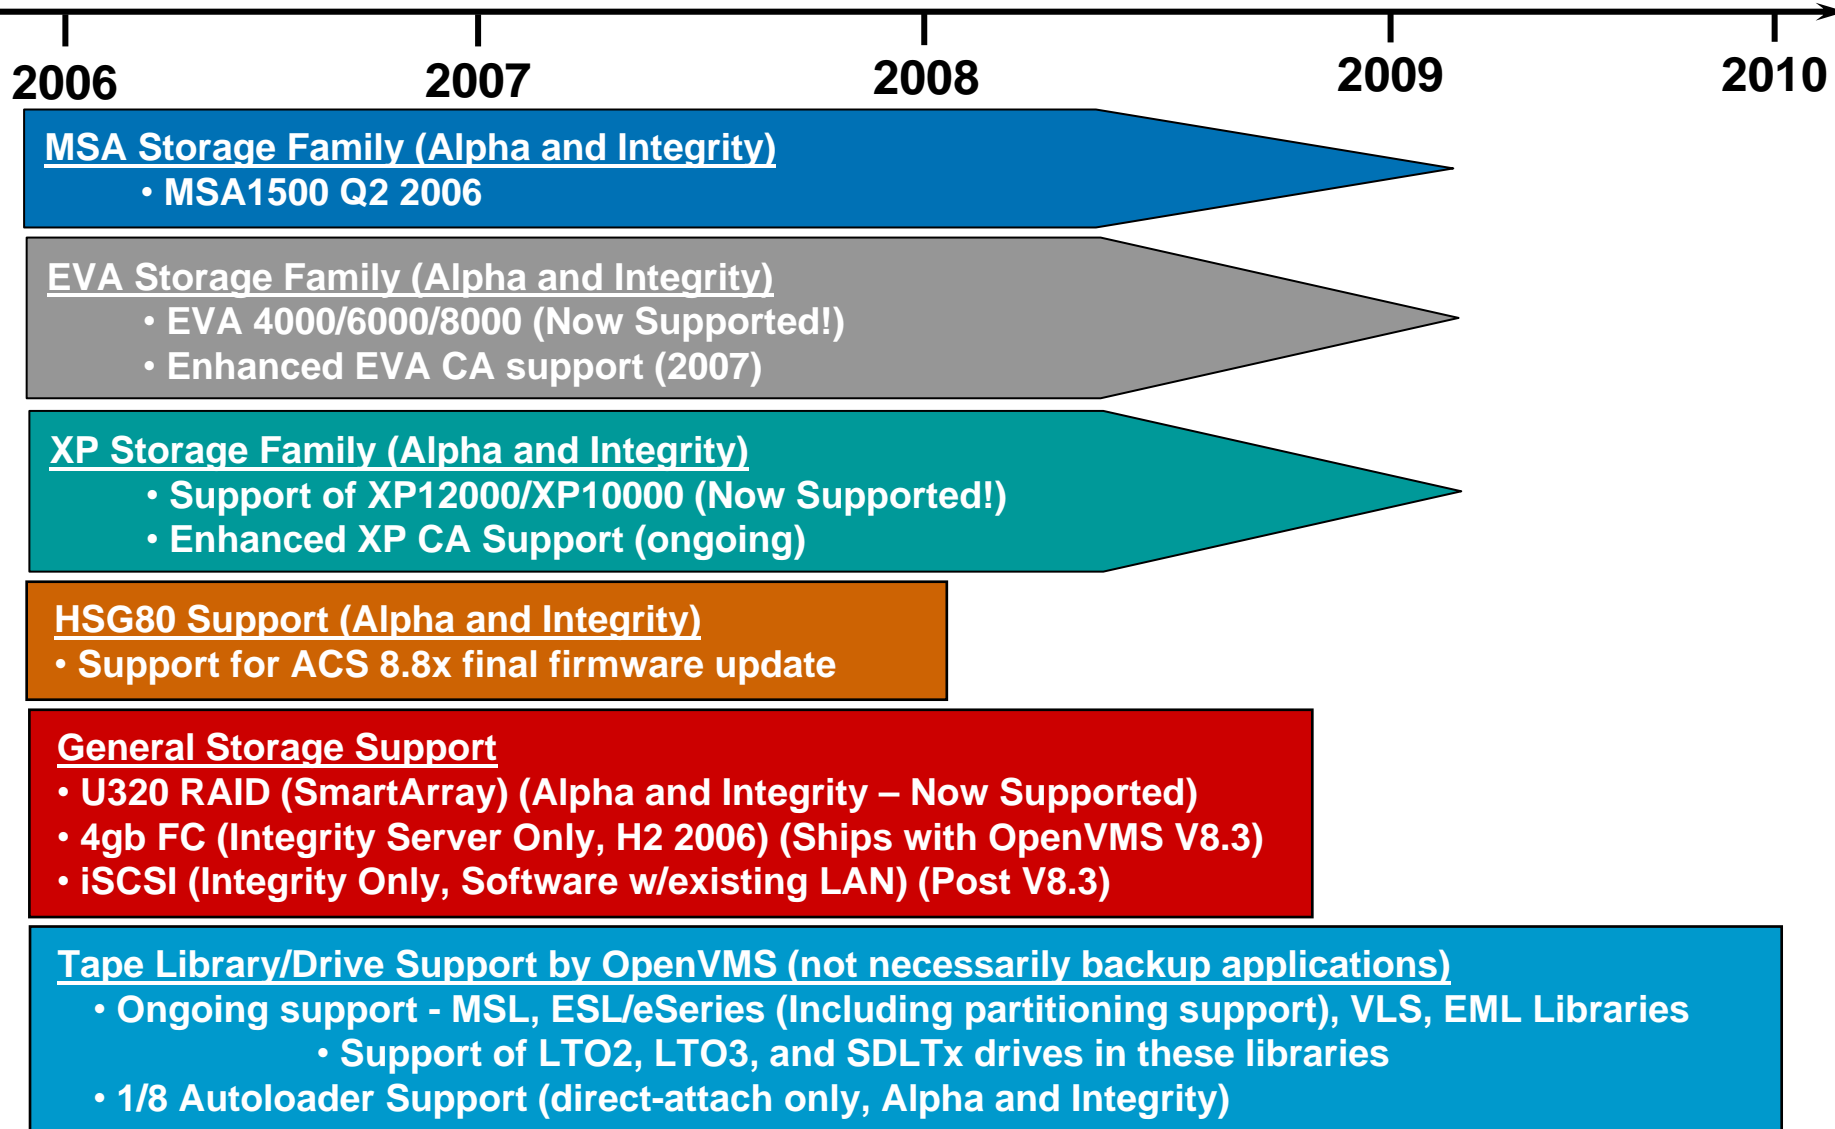 2006 2007 2008 2009 2010
MSA Storage Family (Alpha and Integrity)
• MSA1500 Q2 2006
EVA Storage Family (Alpha and Integrity)
• EVA 4000/6000/8000 (Now Supported!)
• Enhanced EVA CA support (2007)
XP Storage Family (Alpha and Integrity)
• Support of XP12000/XP10000 (Now Supported!)
• Enhanced XP CA Support (ongoing)
HSG80 Support (Alpha and Integrity)
• Support for ACS 8.8x final firmware update
General Storage Support
• U320 RAID (SmartArray) (Alpha and Integrity – Now Supported)
• 4gb FC (Integrity Server Only, H2 2006) (Ships with OpenVMS V8.3)
• iSCSI (Integrity Only, Software w/existing LAN) (Post V8.3)
Tape Library/Drive Support by OpenVMS (not necessarily backup applications)
• Ongoing support - MSL, ESL/eSeries (Including partitioning support), VLS, EML Libraries
• Support of LTO2, LTO3, and SDLTx drives in these libraries
• 1/8 Autoloader Support (direct-attach only, Alpha and Integrity)